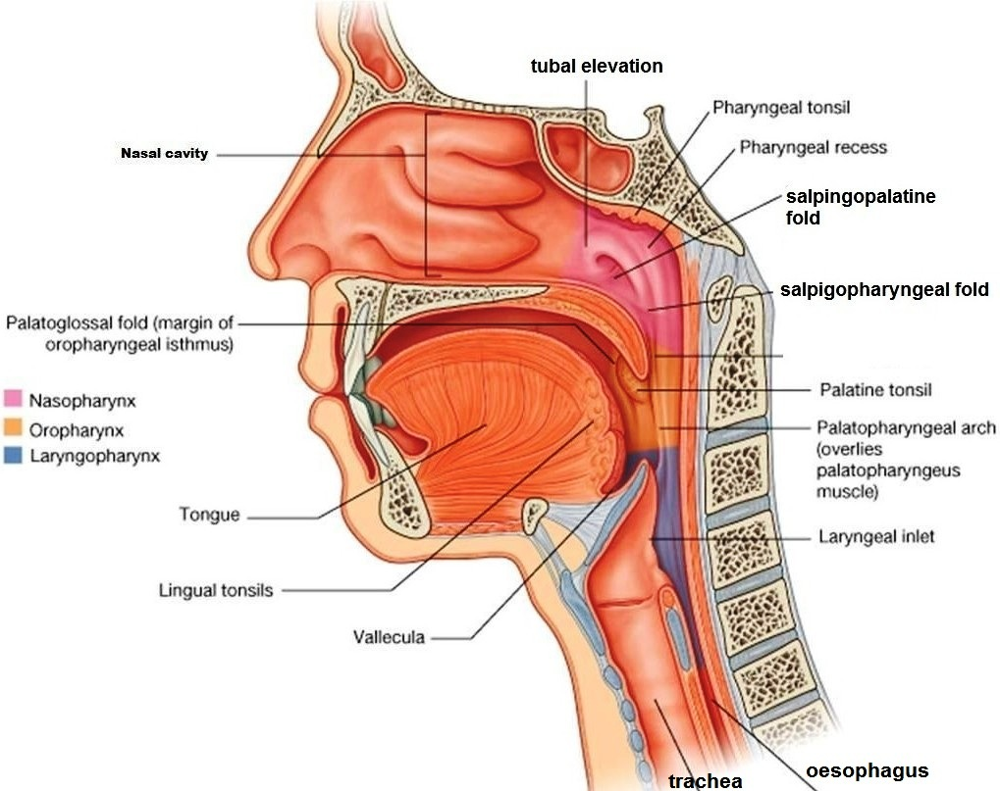 tubal elevation
Pharyngeal tonsil
Nasal cavity
Pharyngeal recess
salpingopalatine
fold
salpigopharyngeal fold
Palatoglossal fold (margin of
oropharyngeal isthmus)
Palatine tonsil
Nasopharynx
Oropharynx
Laryngopharynx
Palatopharyngeal arch
(overlies
palatopharyngeus
muscle)
Tongue
Laryngeal inlet
Lingual tonsils
Vallecula
trachea
oesophagus